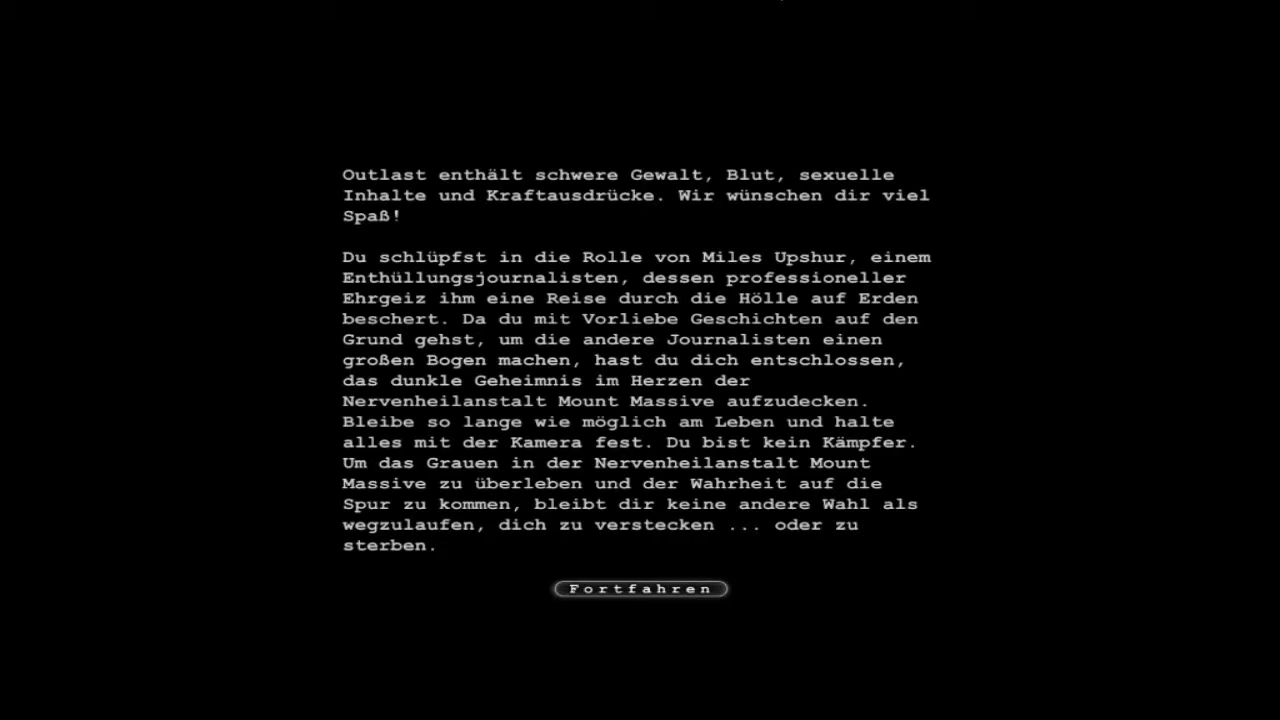 Outlast enthält schwere Gewalt, Blut, sexuelle
Inhalte und Kraftausdrücke. Wir wünschen dir viel
Spaß!
Du schlüpfst in die Rolle von Miles Upshur, einem
Enthüllungsjournalisten, dessen professioneller
Ehrgeiz ihm eine Reise durch die Hölle auf Erden
beschert. Da du mit Vorliebe Geschichten auf den
Grund gehst, um die andere Journalisten einen
großen Bogen machen, hast du dich entschlossen,
das dunkle Geheimnis im Herzen der
Nervenheilanstalt Mount Massive aufzudecken.
Bleibe so lange wie möglich am Leben und halte
alles mit der Kamera fest. Du bist kein Kämpfer.
Um das Grauen in der Nervenheilanstalt Mount
Massive zu überleben und der Wahrheit auf die
Spur zu kommen, bleibt dir keine andere Wahl als
wegzulaufen, dich zu verstecken ... oder zu
sterben.
Fortfahren